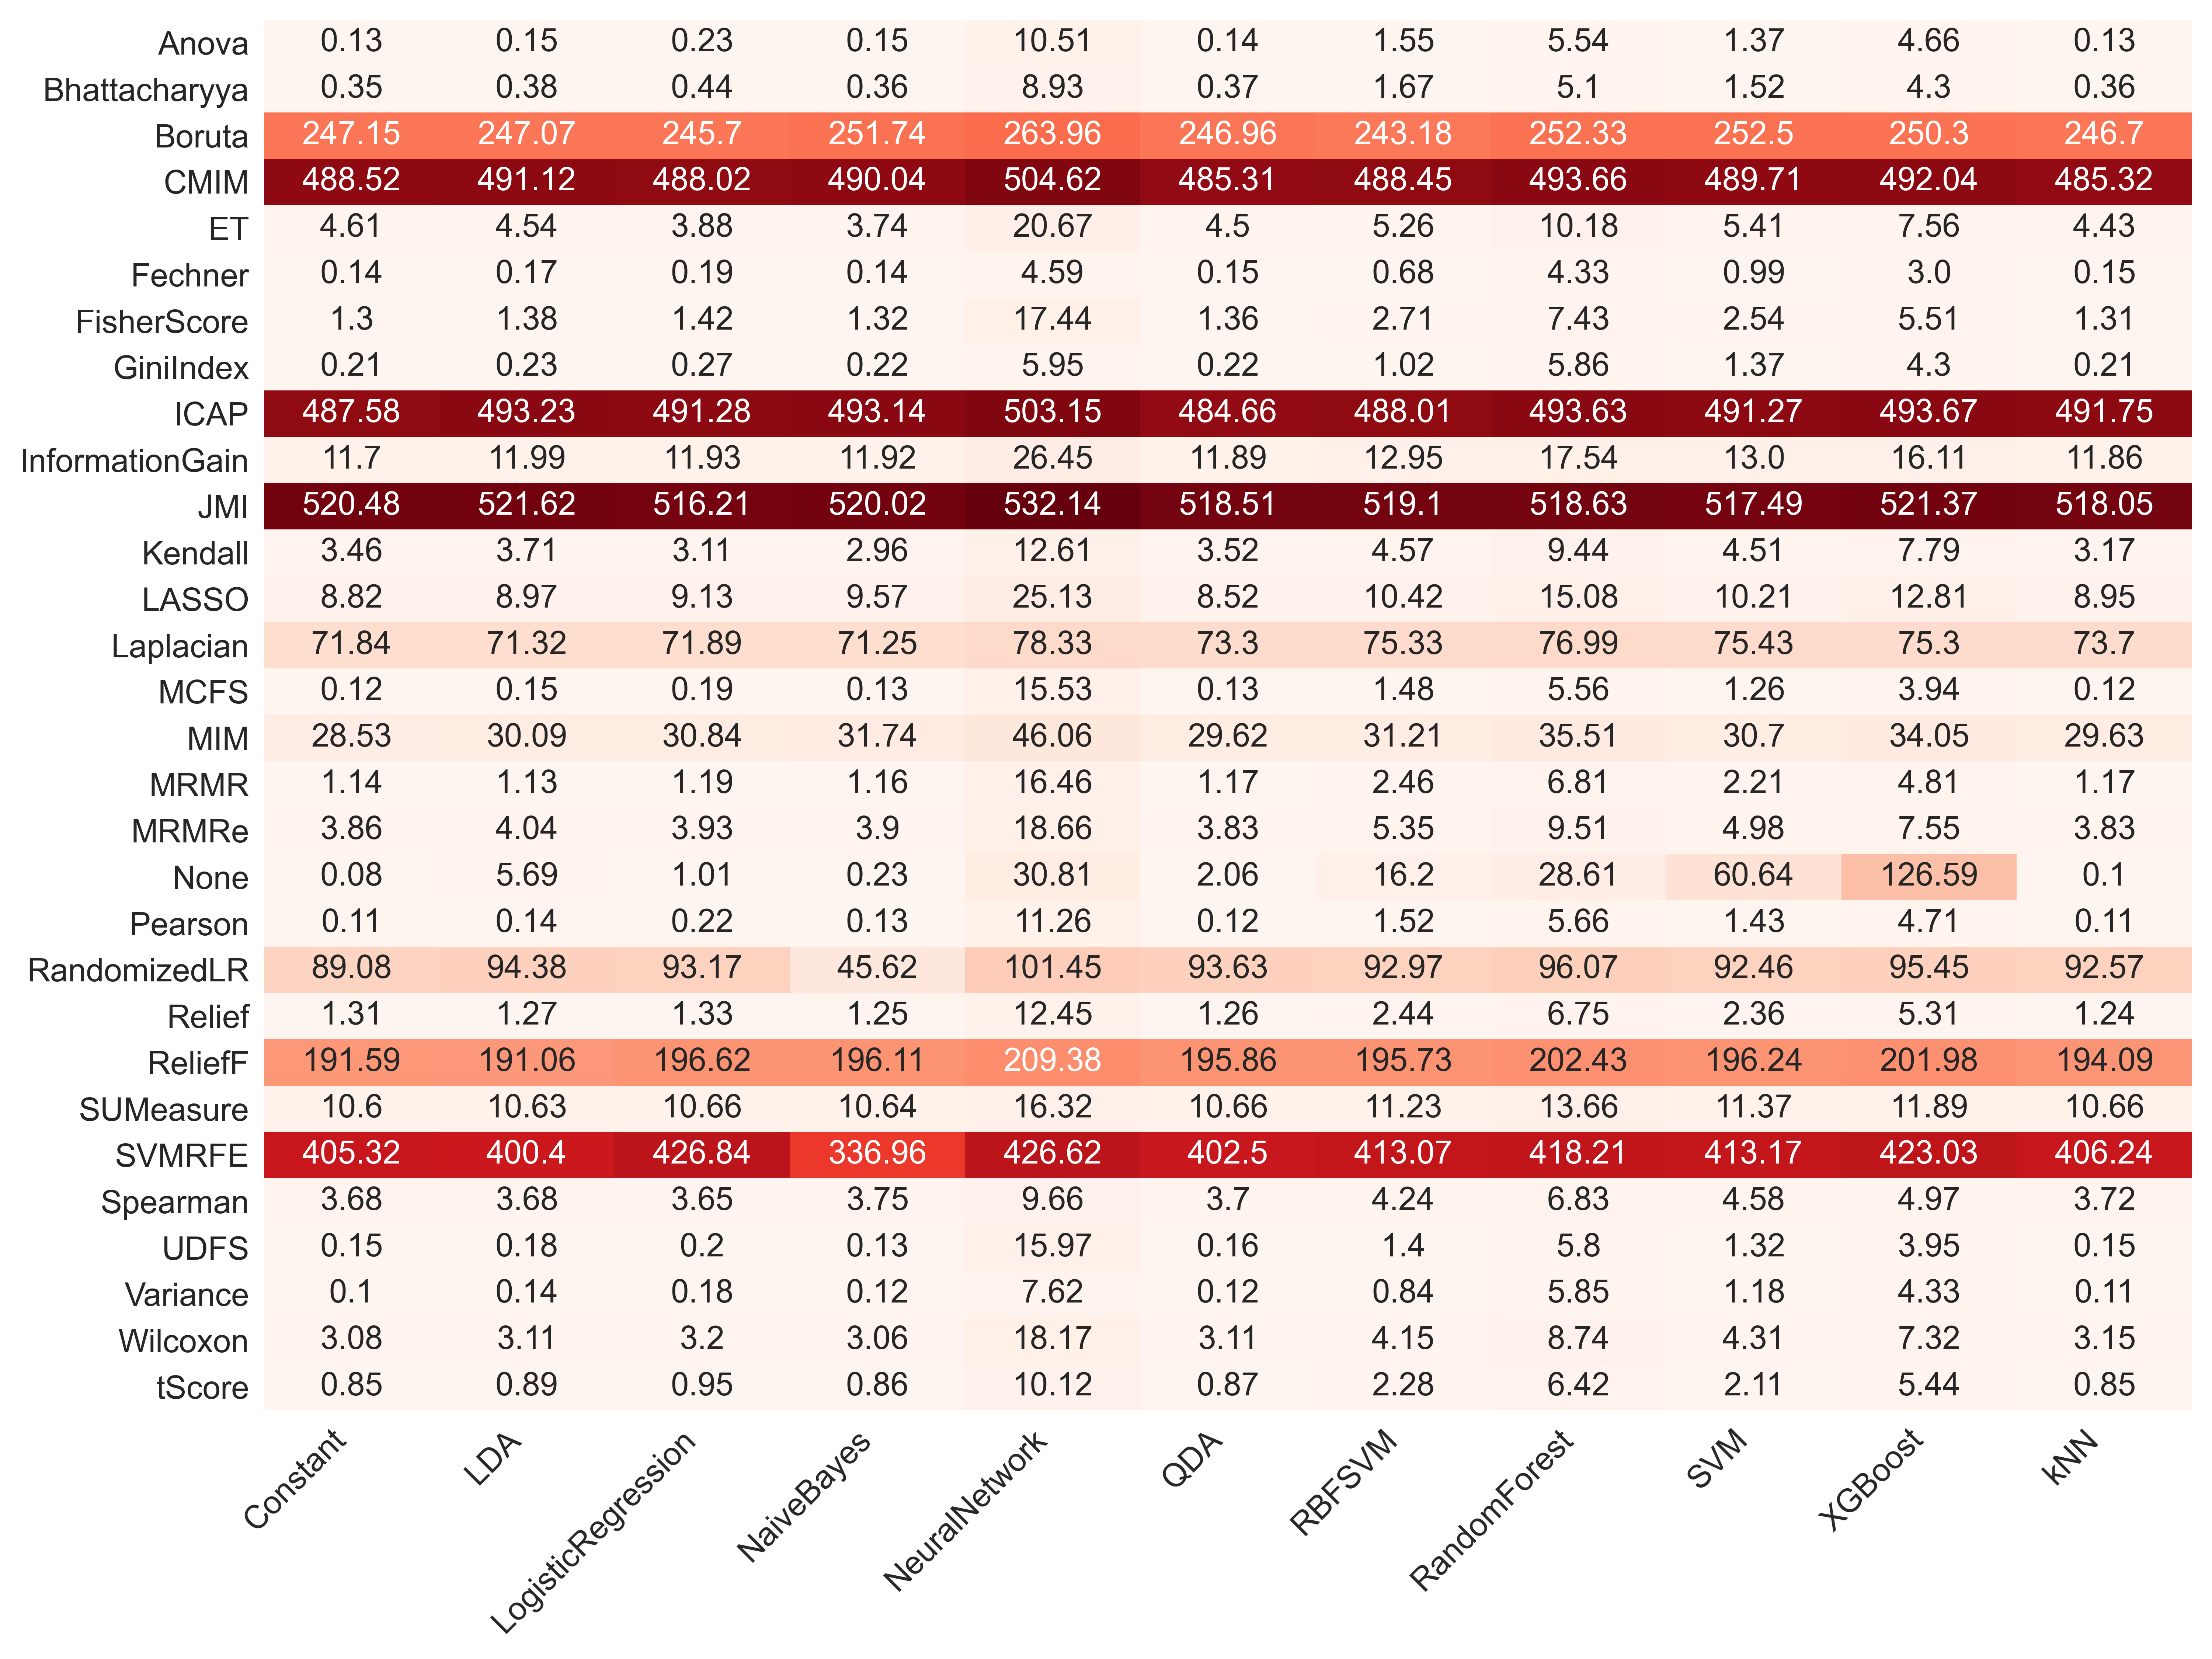 Anova 0.13 0.15 0.23 0.15 10.51 0.14 1.55 5.54 1.37 4.66 0.13
Bhattacharyya 0.35 0.38 0.44 0.36 8.93 0.37 1.67 5.1 1.52 4.3 0.36
Boruta 247.15 247.07 245.7 251.74 263.96 246.96 243.18 252.33 252.5 250.3 246.7
CMIM 488.52 491.12 488.02 490.04 504.62 485.31 488.45 493.66 489.71 492.04 485.32
ET 4.61 4.54 3.88 3.74 20.67 4.5 5.26 10.18 5.41 7.56 4.43
Fechner 0.14 0.17 0.19 0.14 4.59 0.15 0.68 4.33 0.99 3.0 0.15
FisherScore 1.3 1.38 1.42 1.32 17.44 1.36 2.71 7.43 2.54 5.51 1.31
GiniIndex 0.21 0.23 0.27 0.22 5.95 0.22 1.02 5.86 1.37 4.3 0.21
ICAP 487.58 493.23 491.28 493.14 503.15 484.66 488.01 493.63 491.27 493.67 491.75
InformationGain 11.7 11.99 11.93 11.92 26.45 11.89 12.95 17.54 13.0 16.11 11.86
JMI 520.48 521.62 516.21 520.02 532.14 518.51 519.1 518.63 517.49 521.37 518.05
Kendall 3.46 3.71 3.11 2.96 12.61 3.52 4.57 9.44 4.51 7.79 3.17
LASSO 8.82 8.97 9.13 9.57 25.13 8.52 10.42 15.08 10.21 12.81 8.95
Laplacian 71.84 71.32 71.89 71.25 78.33 73.3 75.33 76.99 75.43 75.3 73.7
MCFS 0.12 0.15 0.19 0.13 15.53 0.13 1.48 5.56 1.26 3.94 0.12
MIM 28.53 30.09 30.84 31.74 46.06 29.62 31.21 35.51 30.7 34.05 29.63
MRMR 1.14 1.13 1.19 1.16 16.46 1.17 2.46 6.81 2.21 4.81 1.17
MRMRe 3.86 4.04 3.93 3.9 18.66 3.83 5.35 9.51 4.98 7.55 3.83
None 0.08 5.69 1.01 0.23 30.81 2.06 16.2 28.61 60.64 126.59 0.1
Pearson 0.11 0.14 0.22 0.13 11.26 0.12 1.52 5.66 1.43 4.71 0.11
RandomizedLR 89.08 94.38 93.17 45.62 101.45 93.63 92.97 96.07 92.46 95.45 92.57
Relief 1.31 1.27 1.33 1.25 12.45 1.26 2.44 6.75 2.36 5.31 1.24
ReliefF 191.59 191.06 196.62 196.11 209.38 195.86 195.73 202.43 196.24 201.98 194.09
SUMeasure 10.6 10.63 10.66 10.64 16.32 10.66 11.23 13.66 11.37 11.89 10.66
SVMRFE 405.32 400.4 426.84 336.96 426.62 402.5 413.07 418.21 413.17 423.03 406.24
Spearman 3.68 3.68 3.65 3.75 9.66 3.7 4.24 6.83 4.58 4.97 3.72
UDFS 0.15 0.18 0.2 0.13 15.97 0.16 1.4 5.8 1.32 3.95 0.15
Variance 0.1 0.14 0.18 0.12 7.62 0.12 0.84 5.85 1.18 4.33 0.11
Wilcoxon 3.08 3.11 3.2 3.06 18.17 3.11 4.15 8.74 4.31 7.32 3.15
tScore 0.85 0.89 0.95 0.86 10.12 0.87 2.28 6.42 2.11 5.44 0.85
Constant LDA LogisticRegression NaiveBayes NeuralNetwork QDA RBFSVM RandomForest SVM XGBoost kNN